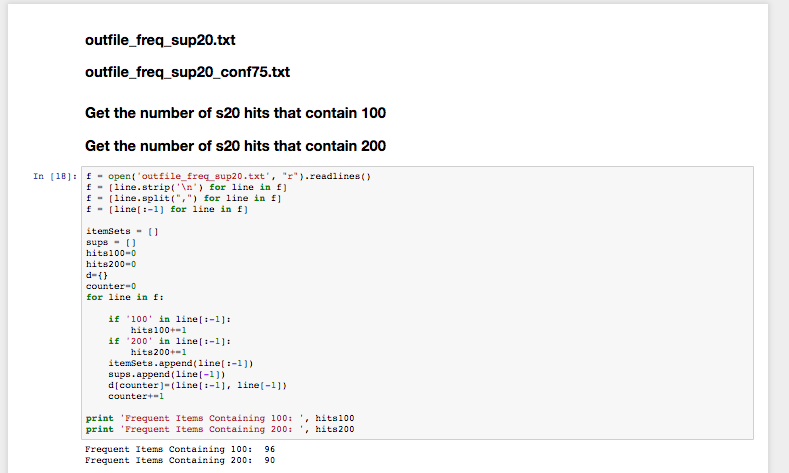 outfile_freq_sup20.txt
outfile_freq_sup20_conf75.txt
Get the number of s20 hits that contain 100
Get the number of s20 hits that contain 200
In [18]:
f = open('outfile_freq_sup20.txt', "r").readlines()
f = [line.strip('\n') for line in f]
f = [line.split(",") for line in f]
f = [line[:-1] for line in f]
itemSets = []
sups = []
hits100=0
hits200=0
d={}
counter=0
for line in f:
    if '100' in line[:-1]:
        hits100+=1
    if '200' in line[:-1]:
        hits200+=1
    itemSets.append(line[:-1])
    sups.append(line[-1])
    d[counter]=(line[:-1], line[-1])
    counter+=1
print 'Frequent Items Containing 100: ', hits100
print 'Frequent Items Containing 200: ', hits200
Frequent Items Containing 100:  96
Frequent Items Containing 200:  90